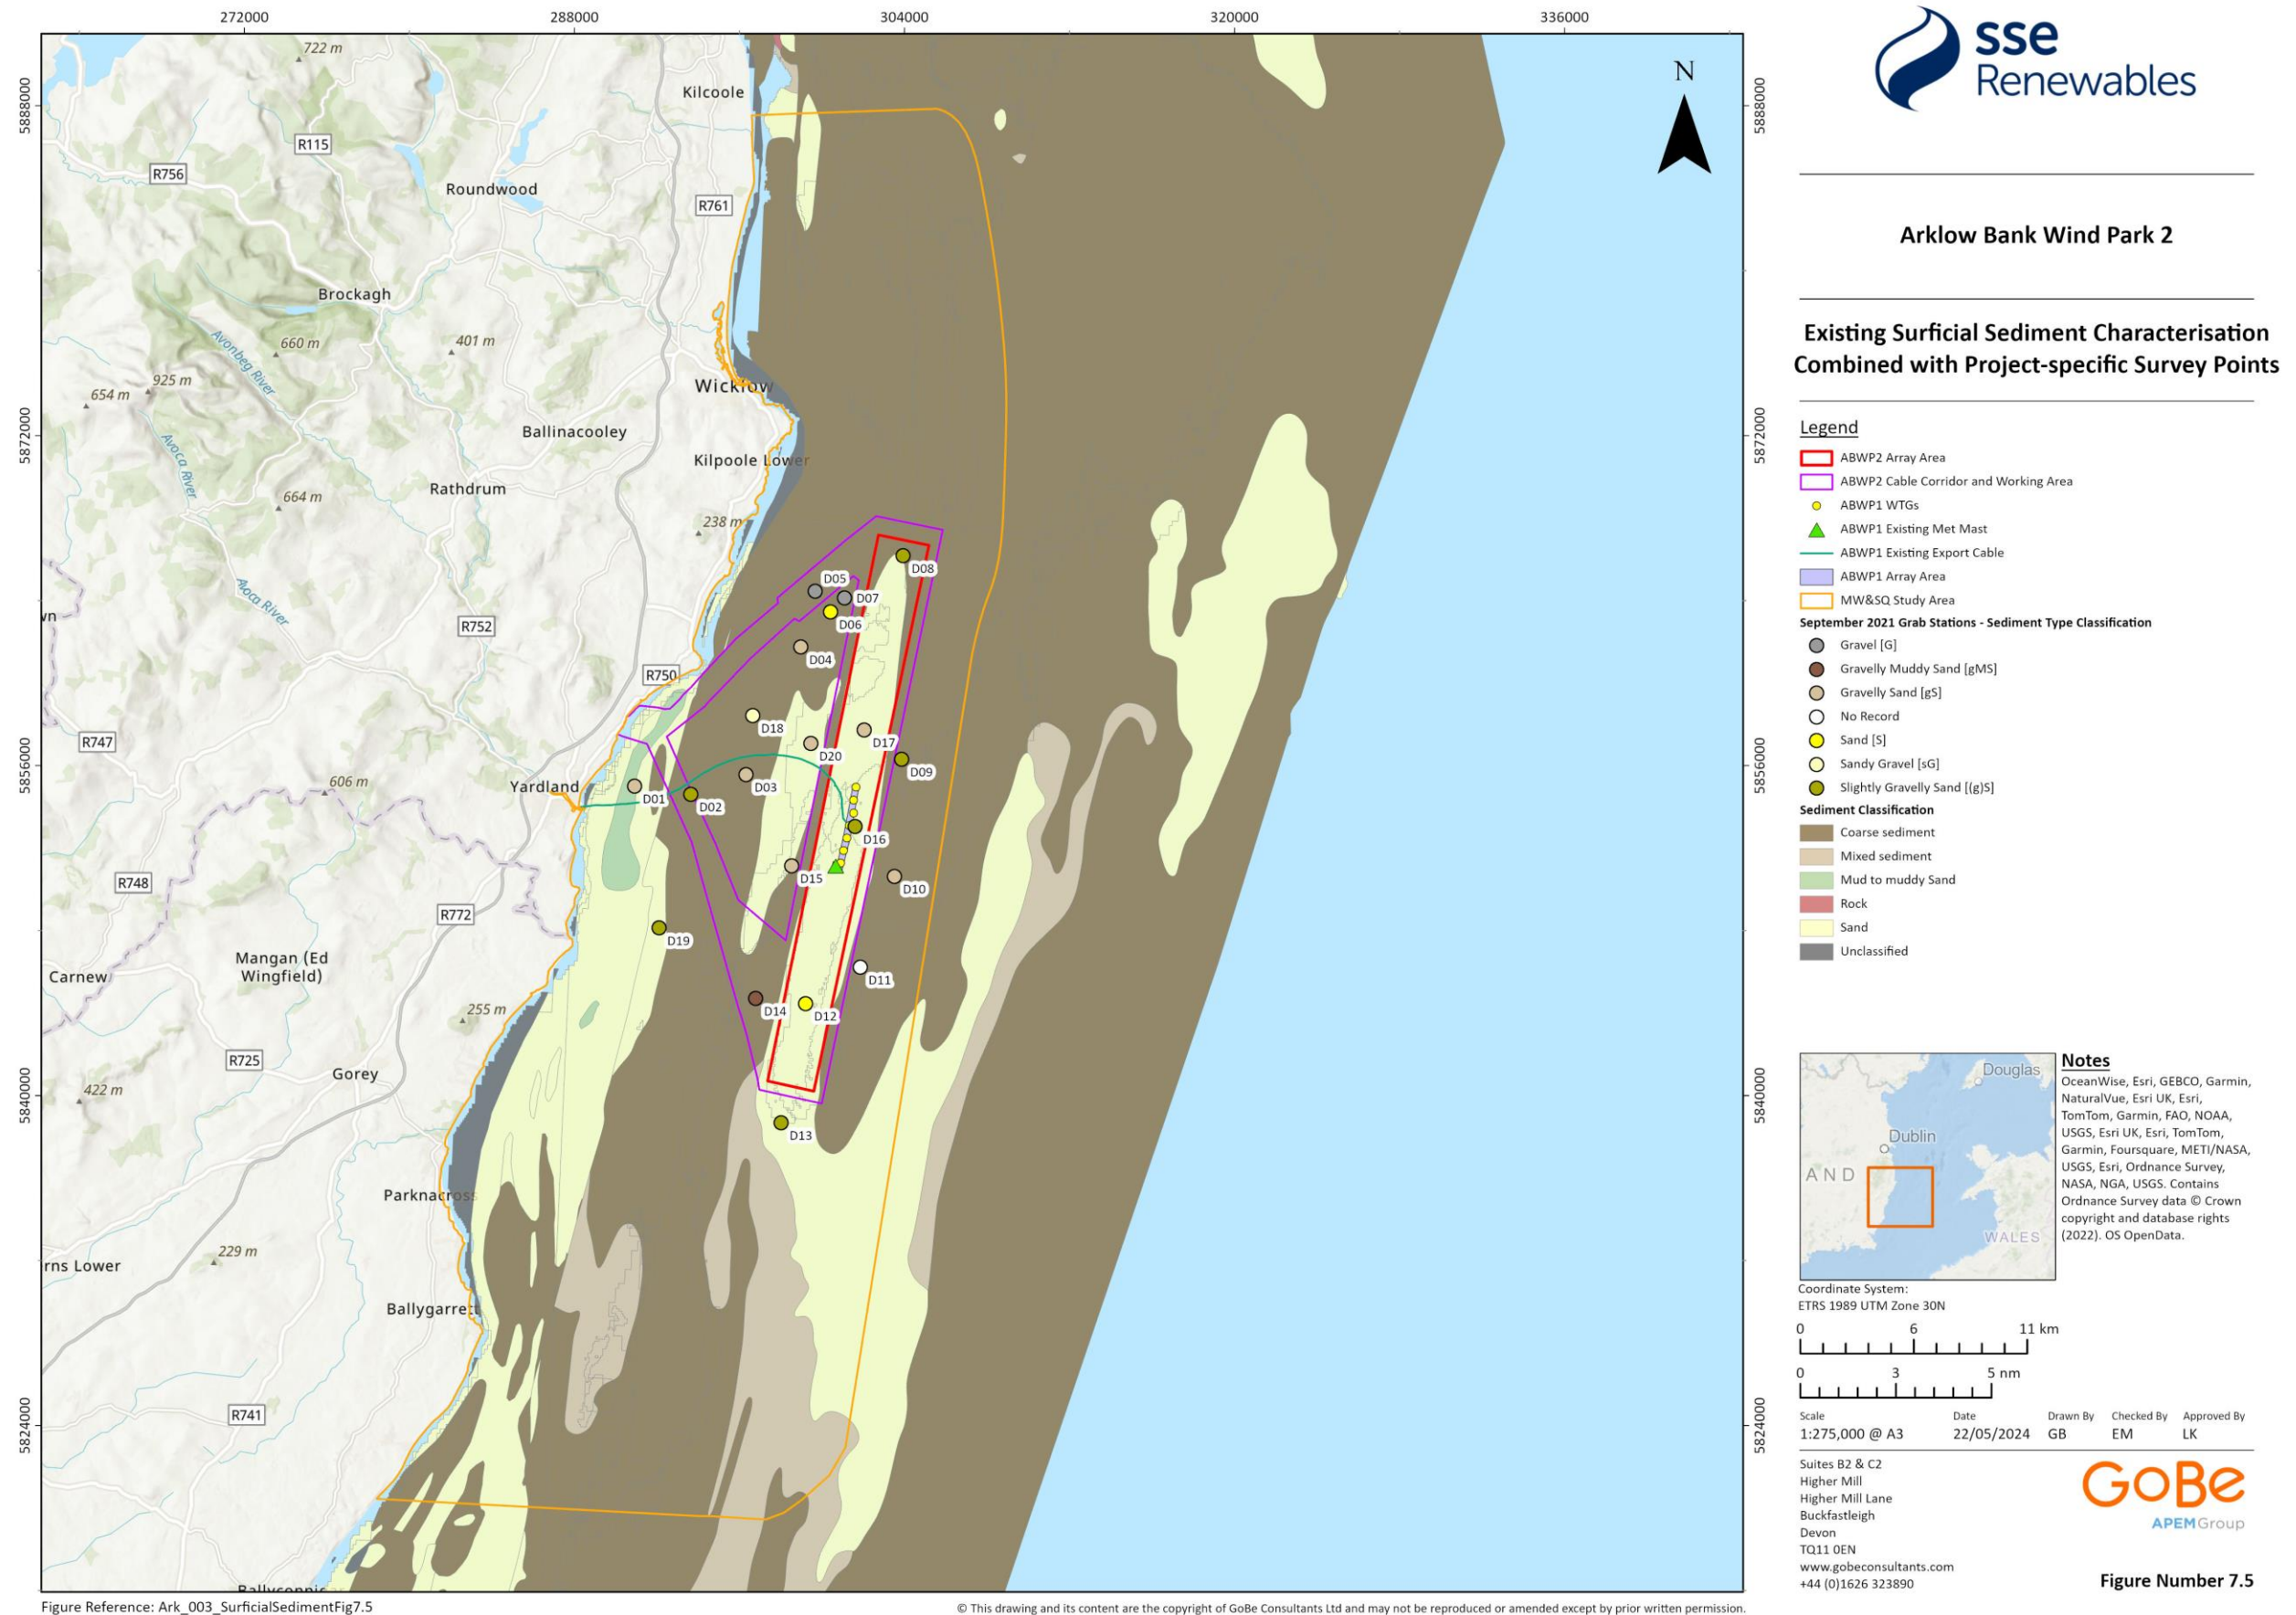 272000
288000
304000
320000
336000
5888000
5872000
5856000
5840000
5824000
5888000
5872000
5856000
5840000
5824000
722 m
Kilcoole
R115
R756
Roundwood
R761
Brockagh
Avonbeg River
660 m
401 m
925 m
654 m
Wicklow
Ballinacooley
Avoca River
Kilpoole Lower
Rathdrum
664 m
238 m
Avoca River
wn
R752
R750
R747
606 m
Yardland
R748
R772
Mangan (Ed
Wingfield)
Carnew
255 m
R725
Gorey
422 m
Parknacross
229 m
rns Lower
Ballygarrett
R741
Ballyconni
N
D08
D05
D07
D06
D04
D18
D17
D20
D09
D03
D01
D02
D16
D15
D10
D19
D11
D14
D12
D13
sse
Renewables
Arklow Bank Wind Park 2
Existing Surficial Sediment Characterisation
Combined with Project-specific Survey Points
Legend
ABWP2 Array Area
ABWP2 Cable Corridor and Working Area
ABWP1 WTGs
ABWP1 Existing Met Mast
ABWP1 Existing Export Cable
ABWP1 Array Area
MW&SQ Study Area
September 2021 Grab Stations - Sediment Type Classification
Gravel [G]
Gravelly Muddy Sand [gMS]
Gravelly Sand [gS]
No Record
Sand [S]
Sandy Gravel [sG]
Slightly Gravelly Sand [(g)S]
Sediment Classification
Coarse sediment
Mixed sediment
Mud to muddy Sand
Rock
Sand
Unclassified
Douglas
Dublin
AND
WALES
Notes
OceanWise, Esri, GEBCO, Garmin,
NaturalVue, Esri UK, Esri,
TomTom, Garmin, FAO, NOAA,
USGS, Esri UK, Esri, TomTom,
Garmin, Foursquare, METI/NASA,
USGS, Esri, Ordnance Survey,
NASA, NGA, USGS. Contains
Ordnance Survey data © Crown
copyright and database rights
(2022). OS OpenData.
Coordinate System:
ETRS 1989 UTM Zone 30N
0 6 11 km
0 3 5 nm
Scale Date Drawn By Checked By Approved By
1:275,000 @ A3 22/05/2024 GB EM LK
Suites B2 & C2
Higher Mill
Higher Mill Lane
Buckfastleigh
Devon
TQ11 0EN
www.gobeconsultants.com
+44 (0)1626 323890
GoBe
APEMGroup
Figure Number 7.5
Figure Reference: Ark_003_SurficialSedimentFig7.5
© This drawing and its content are the copyright of GoBe Consultants Ltd and may not be reproduced or amended except by prior written permission.